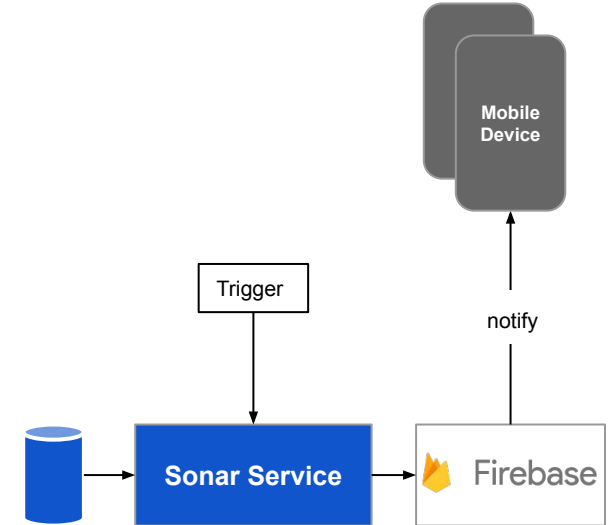 Mobile
Device
Trigger
notify
Sonar Service
Firebase